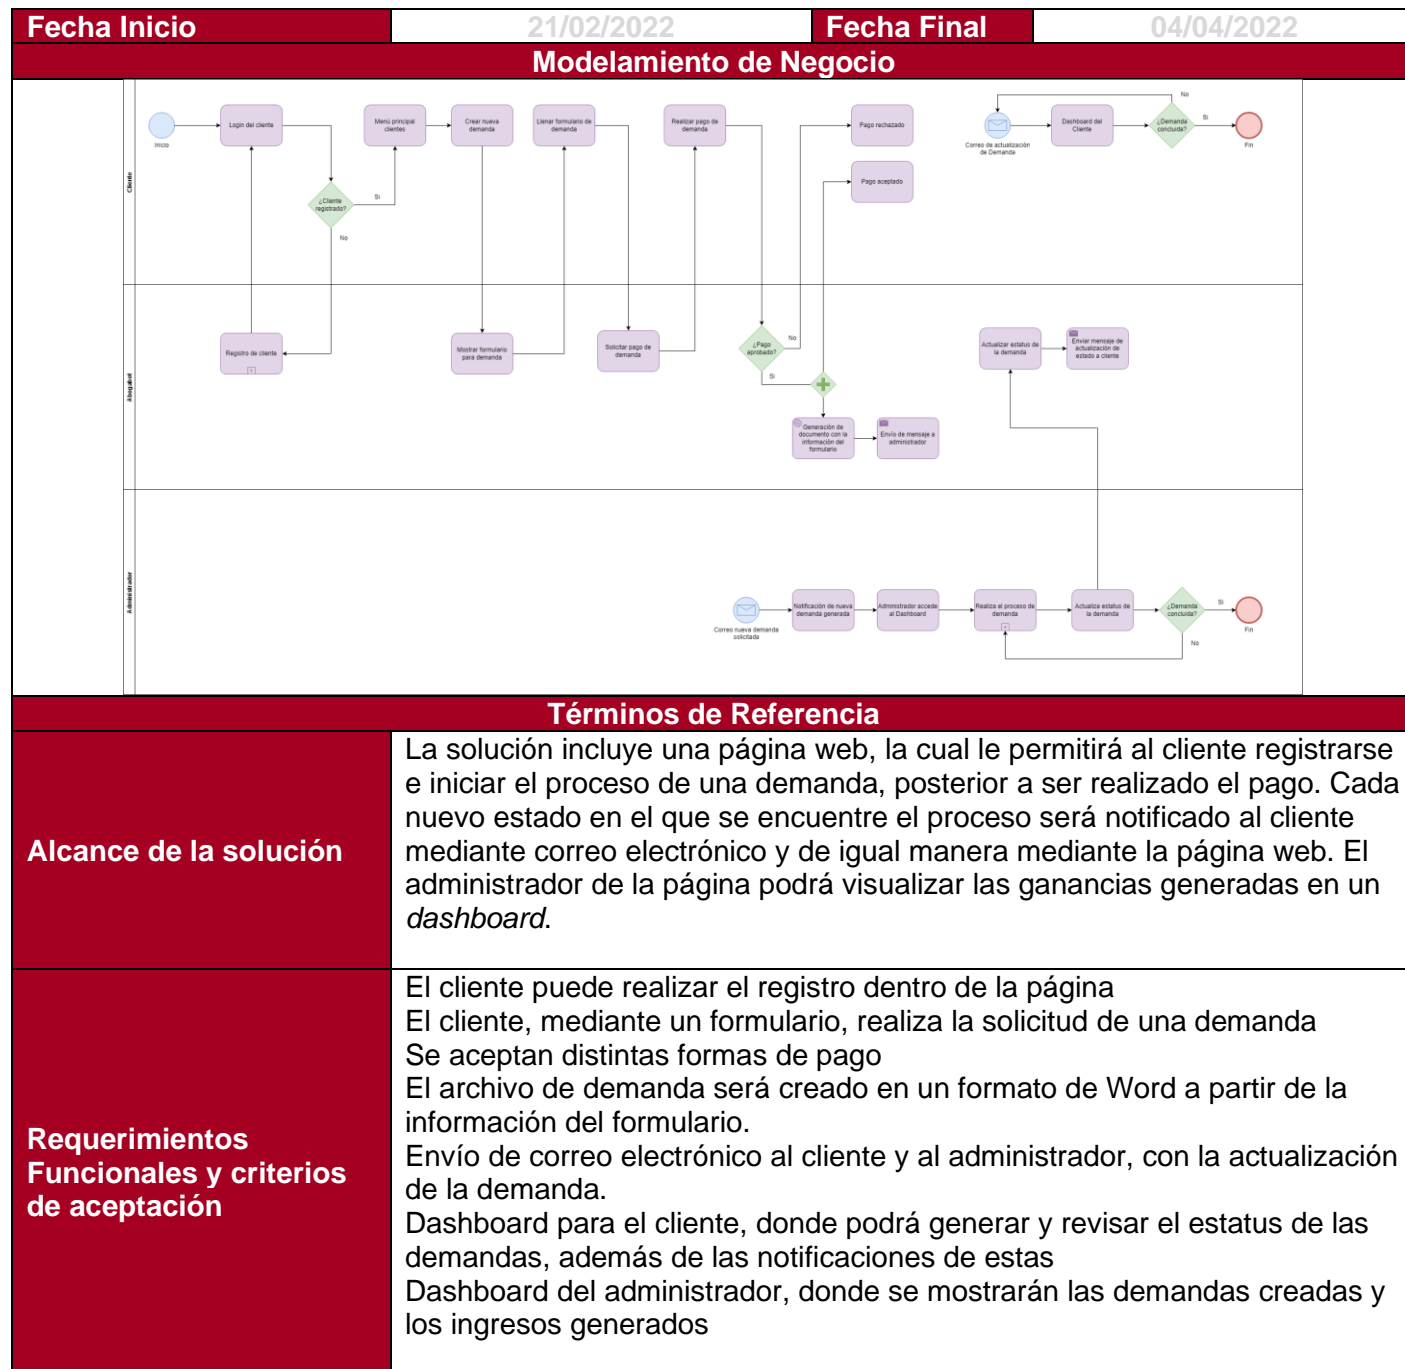 Fecha Inicio 21/02/2022 Fecha Final 04/04/2022
Modelamiento de Negocio
Cliente
Inicio
Login del cliente
¿Cliente
registrado?
Si
No
Menú principal
clientes
Crear nueva
demanda
Llenar formulario de
demanda
Realizar pago de
demanda
Pago rechazado
Pago aceptado
Correo de actualización
de Demanda
Dashboard del
Cliente
¿Demanda
concluida?
No
Si
Fin
Abogabot
Registro de cliente
Mostrar formulario
para demanda
Solicitar pago de
demanda
¿Pago
aprobado?
No
Si
Generación de
documento con la
información del
formulario
Envío de mensaje a
administrador
Actualizar estatus de
la demanda
Enviar mensaje de
actualización de
estado a cliente
Administrador
Correo nueva demanda
solicitada
Notificación de nueva
demanda generada
Administrador accede
al Dashboard
Realiza el proceso de
demanda
Actualiza estatus de
la demanda
¿Demanda
concluida?
Si
No
Fin
Términos de Referencia
Alcance de la solución
La solución incluye una página web, la cual le permitirá al cliente registrarse
e iniciar el proceso de una demanda, posterior a ser realizado el pago. Cada
nuevo estado en el que se encuentre el proceso será notificado al cliente
mediante correo electrónico y de igual manera mediante la página web. El
administrador de la página podrá visualizar las ganancias generadas en un
dashboard.
Requerimientos
Funcionales y criterios
de aceptación
El cliente puede realizar el registro dentro de la página
El cliente, mediante un formulario, realiza la solicitud de una demanda
Se aceptan distintas formas de pago
El archivo de demanda será creado en un formato de Word a partir de la
información del formulario.
Envío de correo electrónico al cliente y al administrador, con la actualización
de la demanda.
Dashboard para el cliente, donde podrá generar y revisar el estatus de las
demandas, además de las notificaciones de estas
Dashboard del administrador, donde se mostrarán las demandas creadas y
los ingresos generados